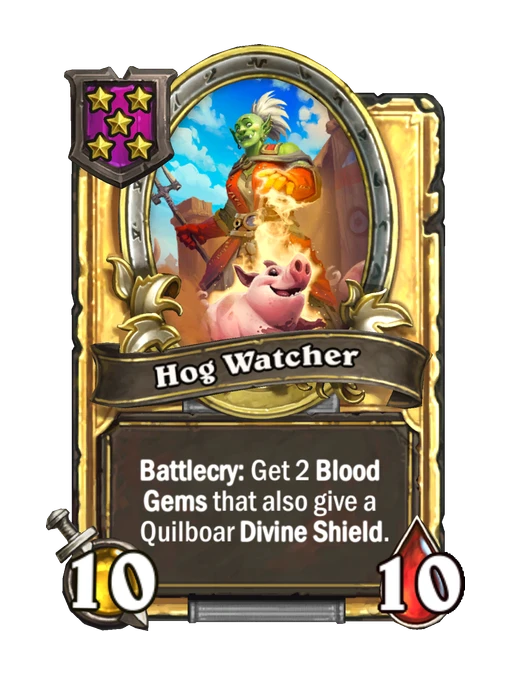 Hog Watcher
Battlecry: Get 2 Blood
Gems that also give a
Quilboar Divine Shield.
10
10